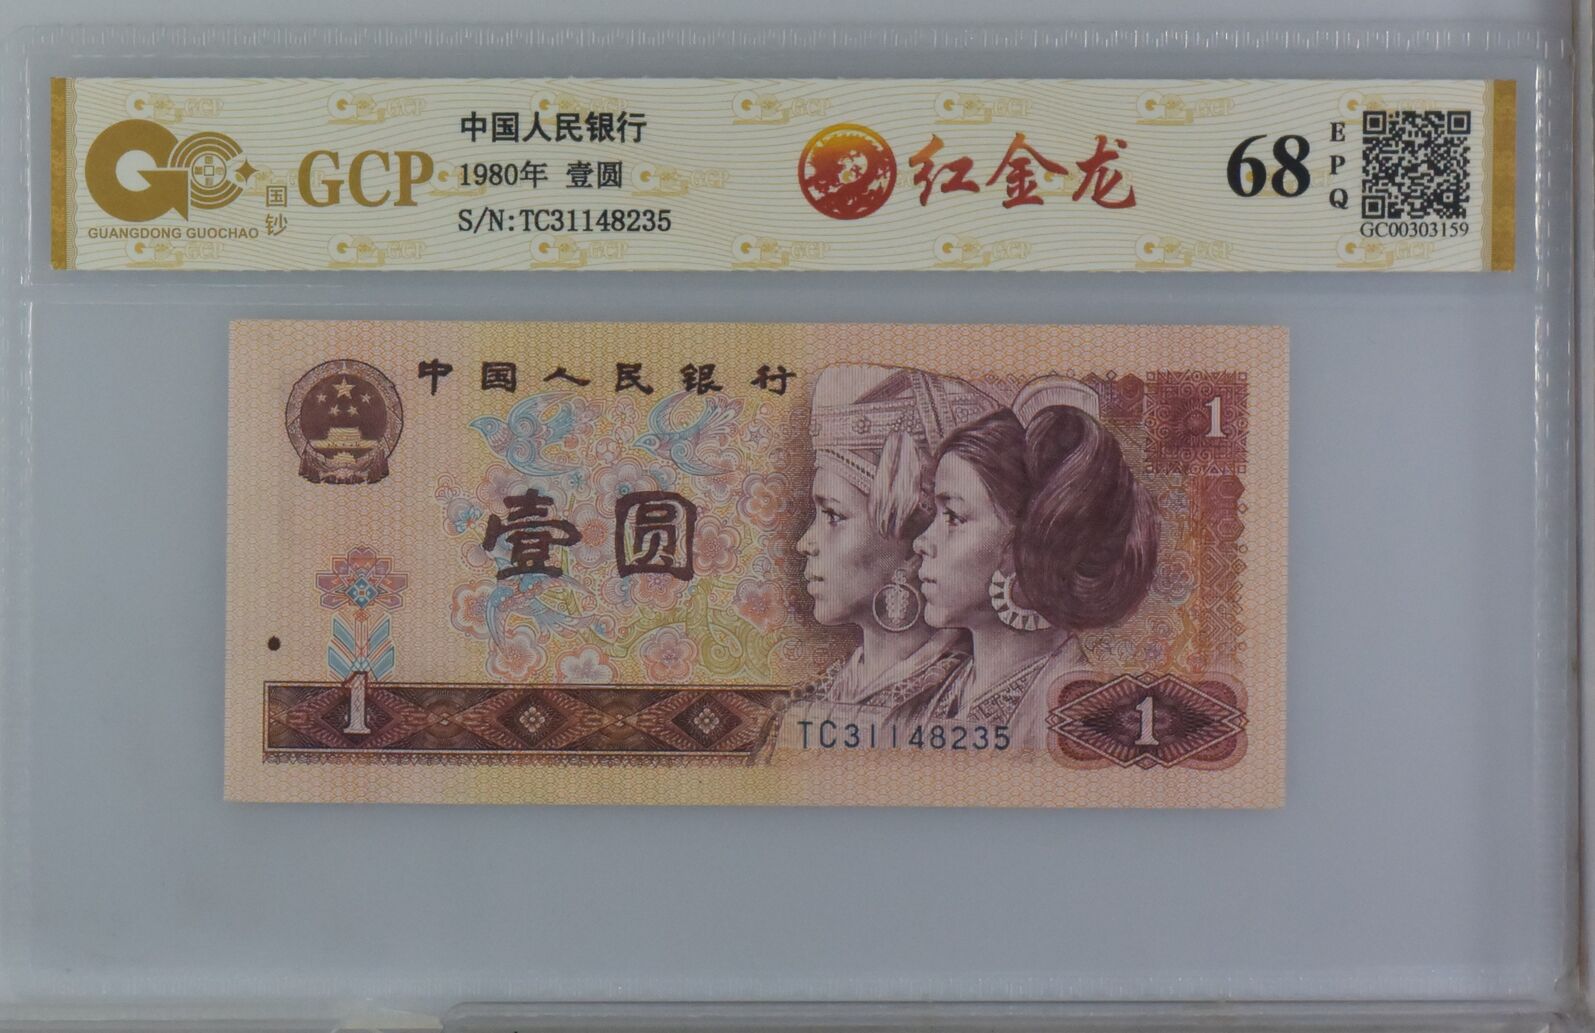 中国人民银行
1980年 壹圆
S/N:TC31148235
GCP
国钞
GUANGDONG GUOCHAO
红金龙
68
EPQ
GC00303159
中国人民银行
1
壹圆
1
TC31148235
1